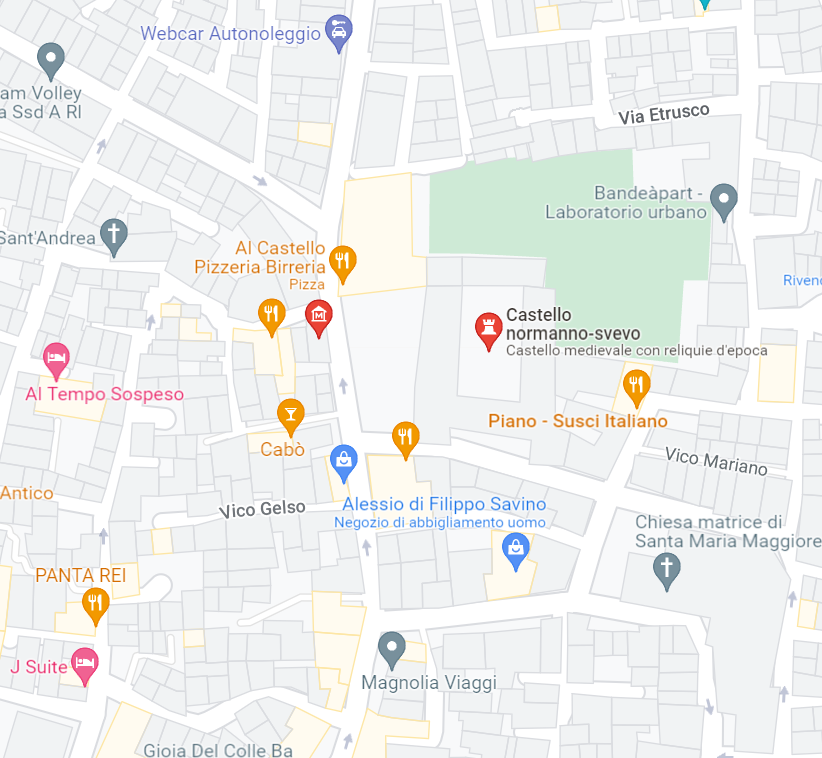 Webcar Autonoleggio
am Volley
a Ssd A Rl
Via Etrusco
Bandeàpart -
Laboratorio urbano
Sant'Andrea
Al Castello
Pizzeria Birreria
Pizza
Castello
normanno-svevo
Castello medievale con reliquie d'epoca
Al Tempo Sospeso
Piano - Susci Italiano
Cabò
Vico Mariano
Antico
Vico Gelso
Alessio di Filippo Savino
Negozio di abbigliamento uomo
Chiesa matrice di
Santa Maria Maggiore
PANTA REI
J Suite
Magnolia Viaggi
Gioia Del Colle Ba